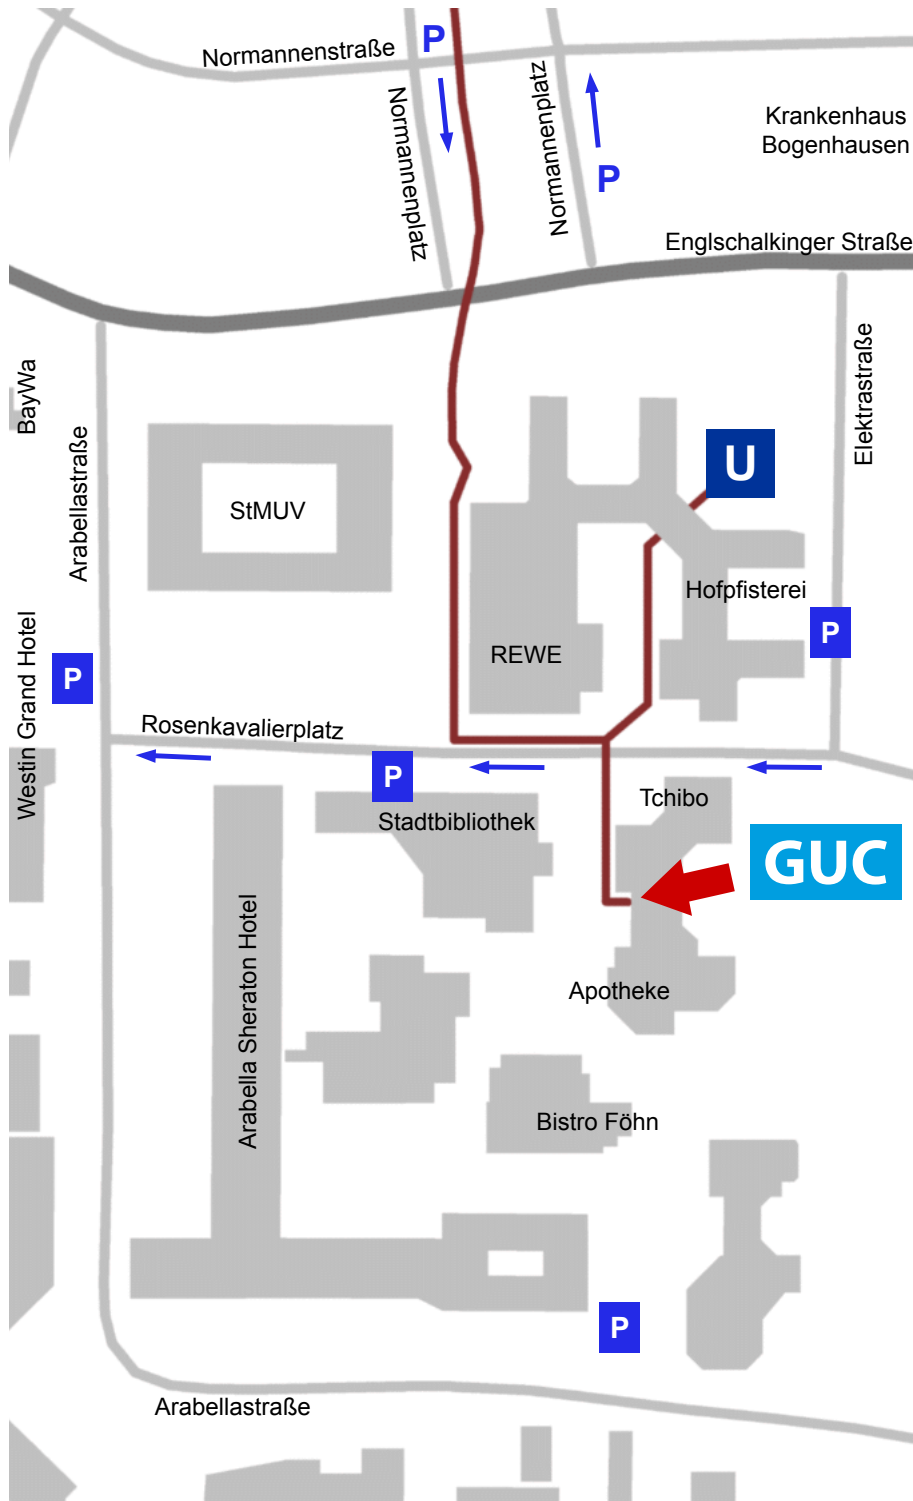 P
Normannenstraße
Normannenplatz
Normannenplatz
Krankenhaus
Bogenhausen
P
Englschalkinger Straße
BayWa
Arabellastraße
Elektrastraße
U
StMUV
Hofpfisterei
P
REWE
P
Westin Grand Hotel
Rosenkavalierplatz
P
Tchibo
Stadtbibliothek
GUC
Arabella Sheraton Hotel
Apotheke
Bistro Föhn
P
Arabellastraße